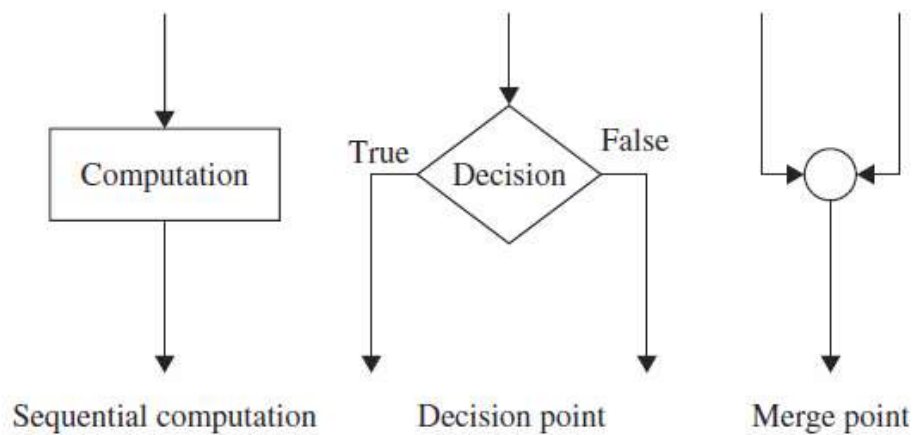 True
False
Computation
Decision
Sequential computation
Decision point
Merge point